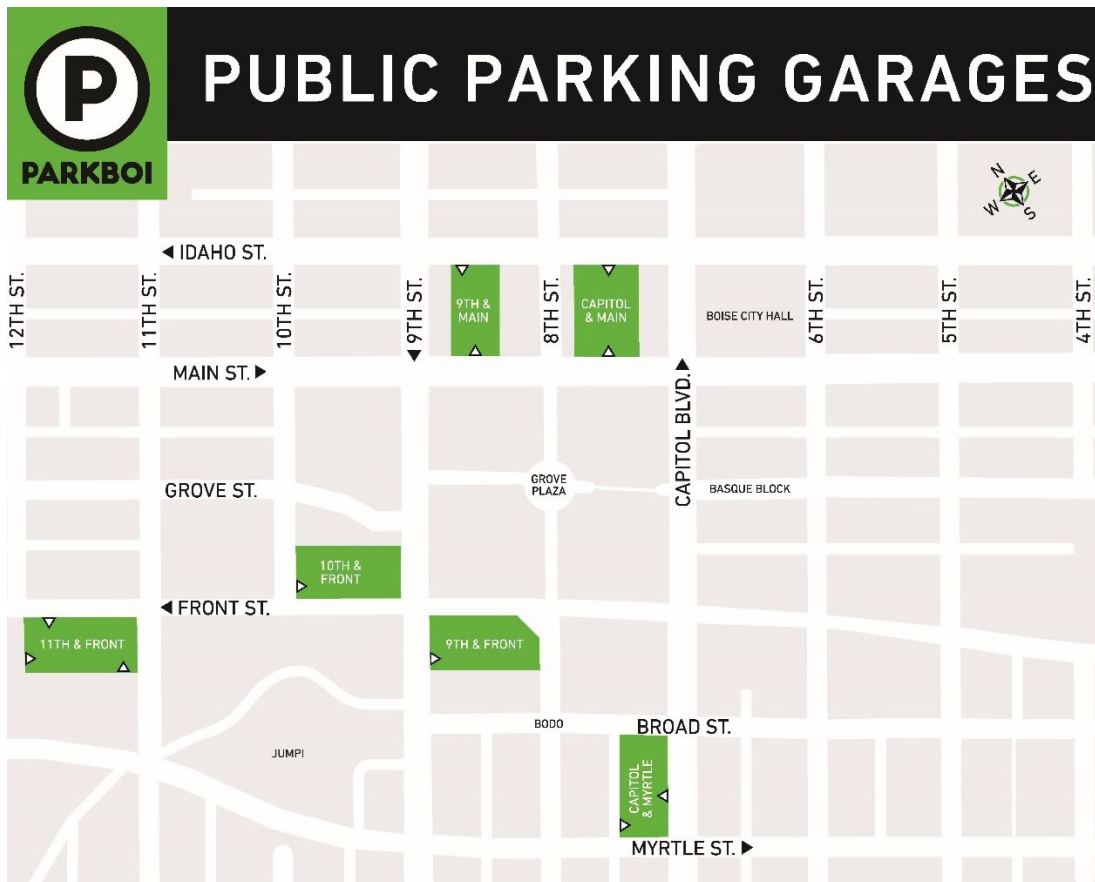 P
PARKBOI
PUBLIC PARKING GARAGES
N
E
W
S
IDAHO ST.
12TH ST.
11TH ST.
10TH ST.
9TH ST.
9TH &
MAIN
8TH ST.
CAPITOL
& MAIN
BOISE CITY HALL
6TH ST.
5TH ST.
4TH ST.
MAIN ST.
CAPITOL BLVD.
GROVE ST.
GROVE
PLAZA
BASQUE BLOCK
10TH &
FRONT
FRONT ST.
11TH & FRONT
9TH & FRONT
BODO
BROAD ST.
JUMP!
CAPITOL
& MYRTLE
MYRTLE ST.